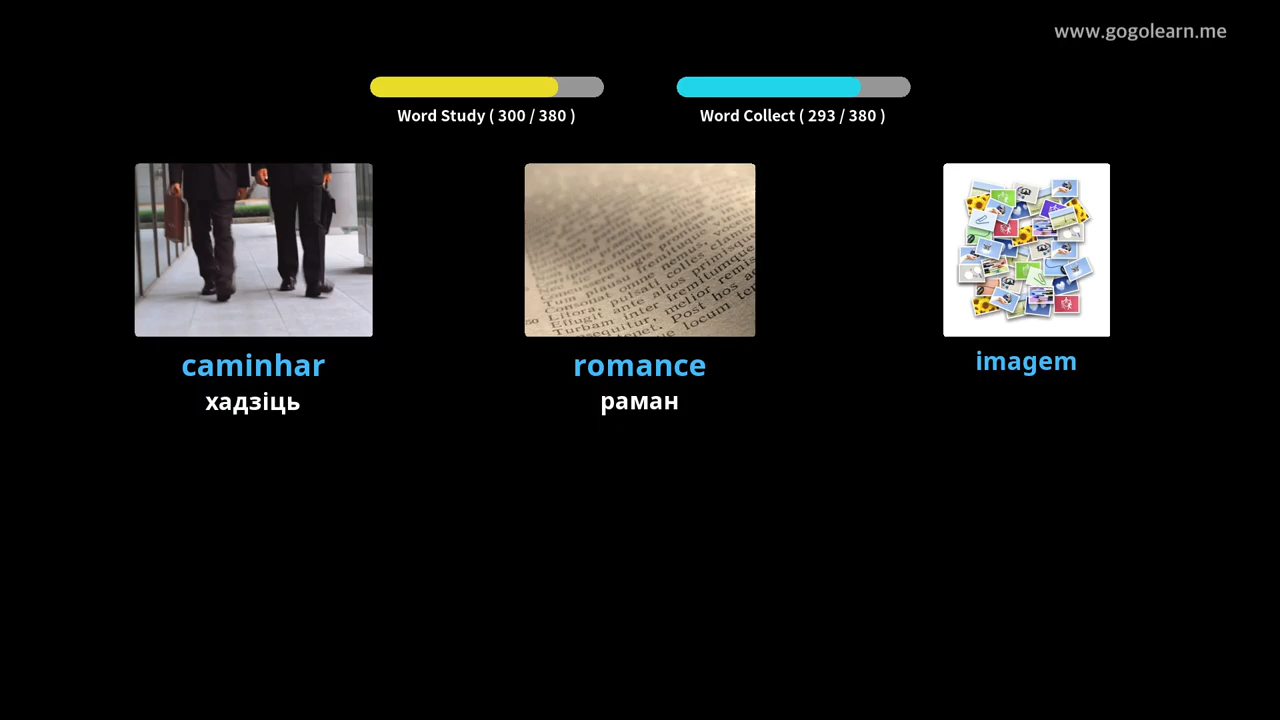 www.gogolearn.me
Word Study ( 300 / 380 )
Word Collect ( 293 / 380 )
caminhar
хадзіць
romance
раман
imagem